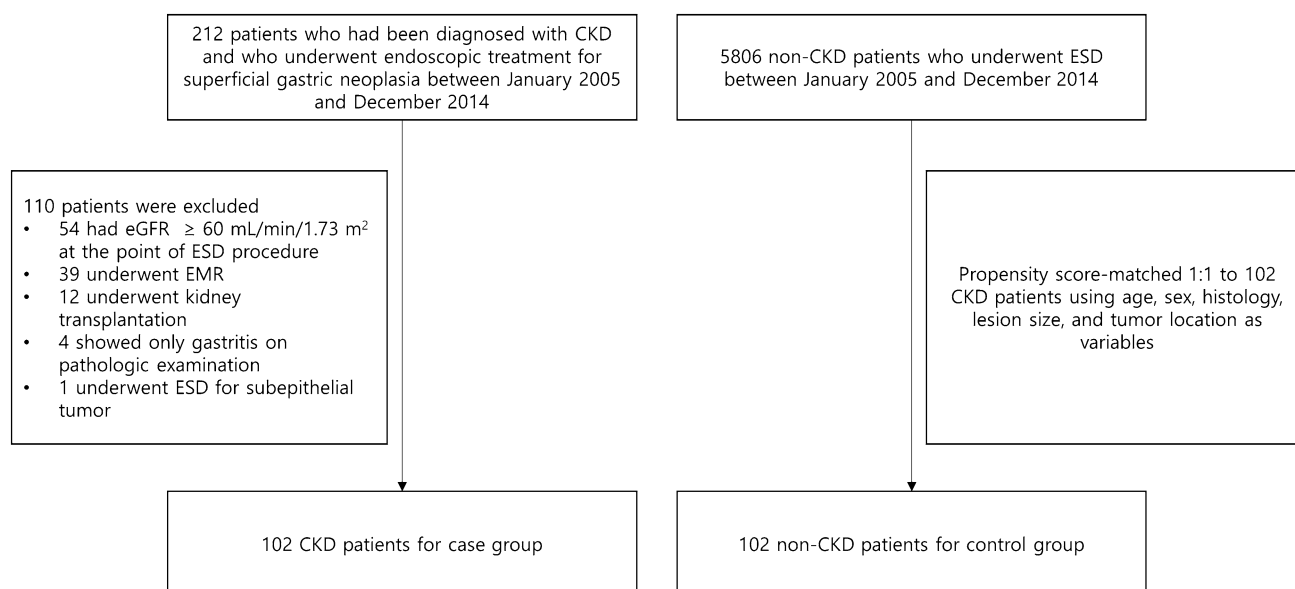 212 patients who had been diagnosed with CKD
and who underwent endoscopic treatment for
superficial gastric neoplasia between January 2005
and December 2014
5806 non-CKD patients who underwent ESD
between January 2005 and December 2014
110 patients were excluded
• 54 had eGFR ≥ 60 mL/min/1.73 m²
at the point of ESD procedure
• 39 underwent EMR
• 12 underwent kidney
transplantation
• 4 showed only gastritis on
pathologic examination
• 1 underwent ESD for subepithelial
tumor
Propensity score-matched 1:1 to 102
CKD patients using age, sex, histology,
lesion size, and tumor location as
variables
102 CKD patients for case group
102 non-CKD patients for control group